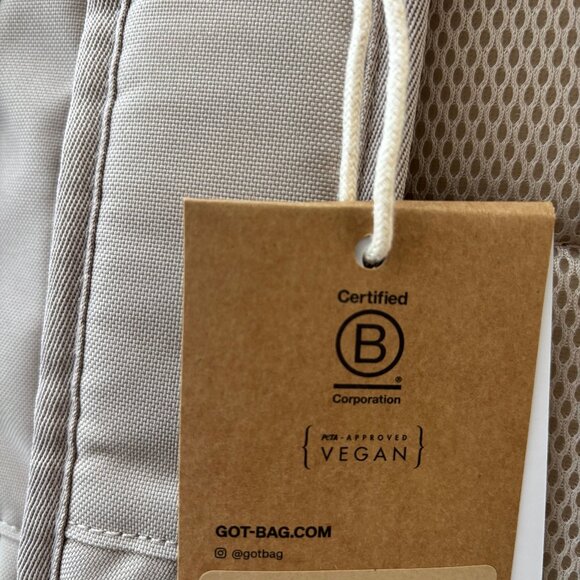 Certified
B
®
Corporation
PETA - APPROVED
VEGAN
GOT-BAG.COM
@gotbag